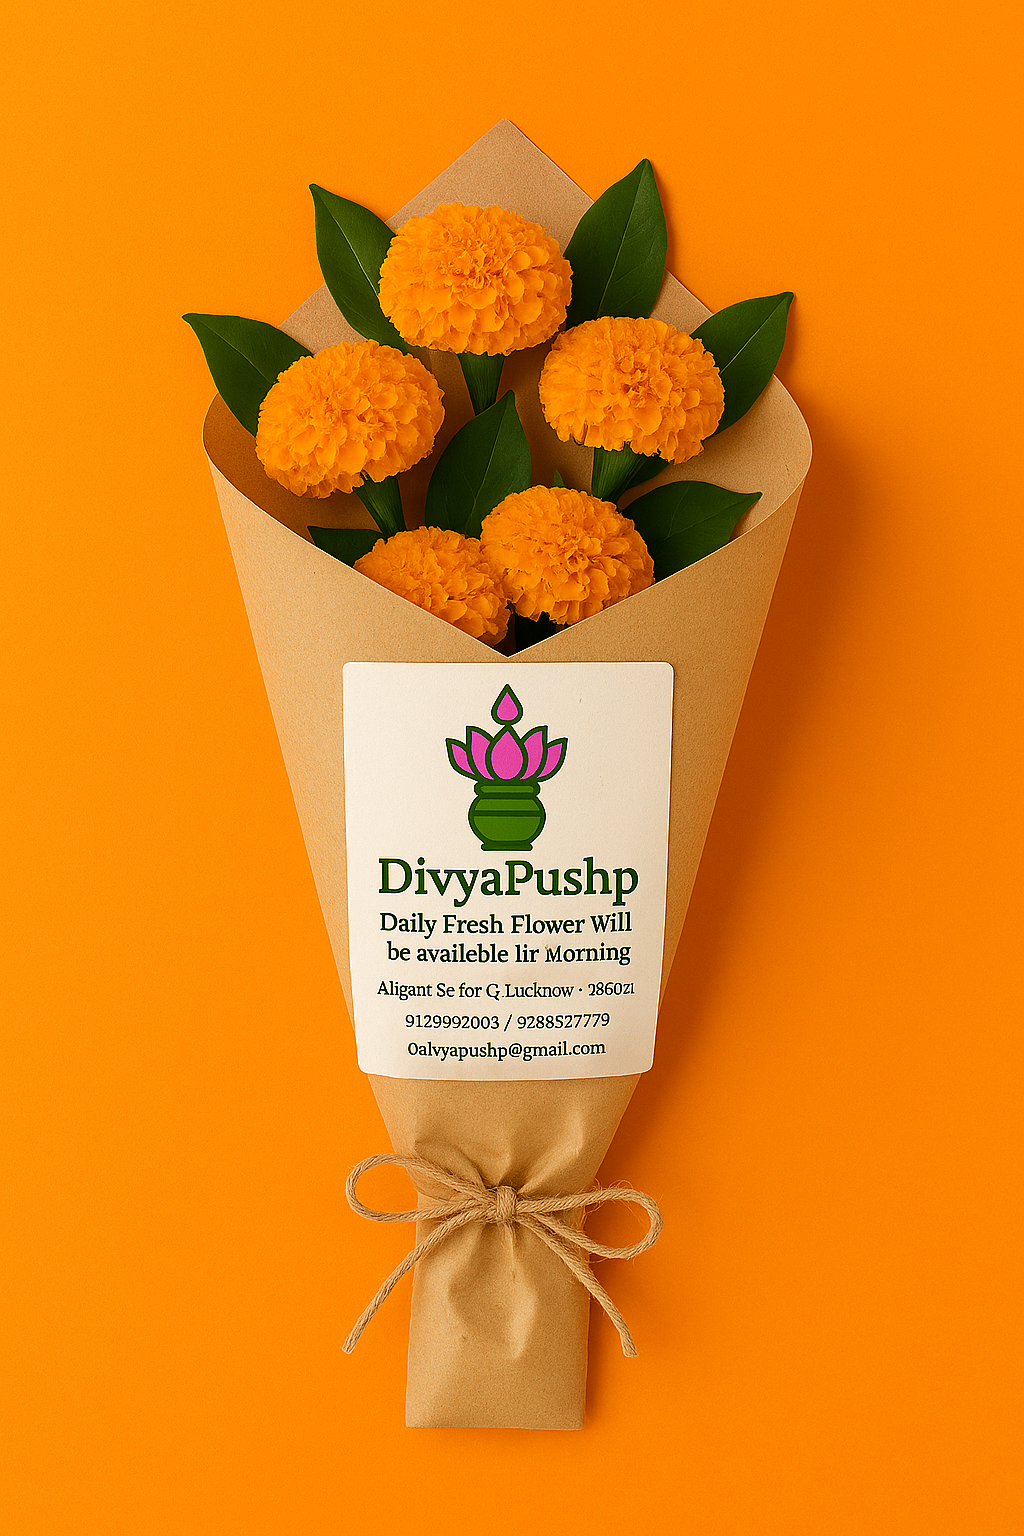 DivyaPushp
Daily Fresh Flower Will
be availeble lir Morning
Aligant Se for G.Lucknow ·
9129992003 / 9288527779
0alvyapushp@gmail.com